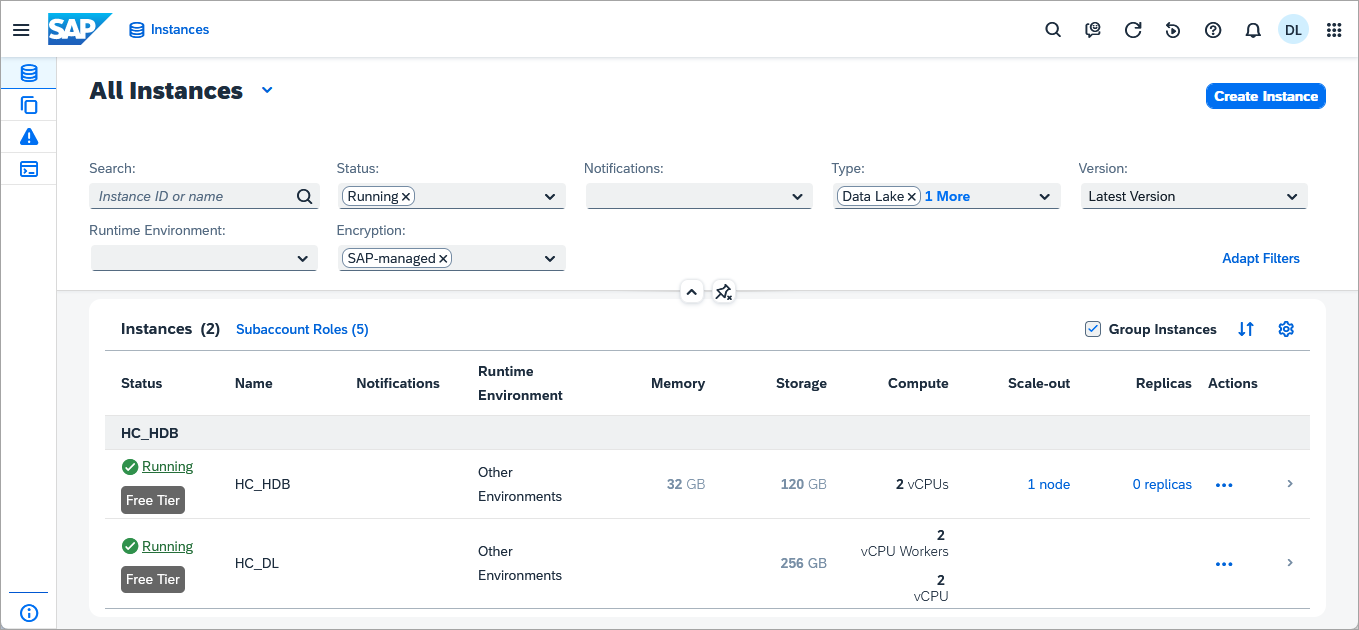 SAP Instances DL
All Instances
Create Instance
Search: Status: Notifications: Type: Version:
Instance ID or name Running Data Lake 1 More Latest Version
Runtime Environment: Encryption:
SAP-managed Adapt Filters
Instances (2) Subaccount Roles (5) Group Instances
Status Name Notifications Runtime Environment Memory Storage Compute Scale-out Replicas Actions
HC_HDB
Running
Free Tier
HC_HDB
Other
Environments
32 GB
120 GB
2 vCPUs
1 node
0 replicas
Running
Free Tier
HC_DL
Other
Environments
256 GB
2
vCPU Workers
2
vCPU